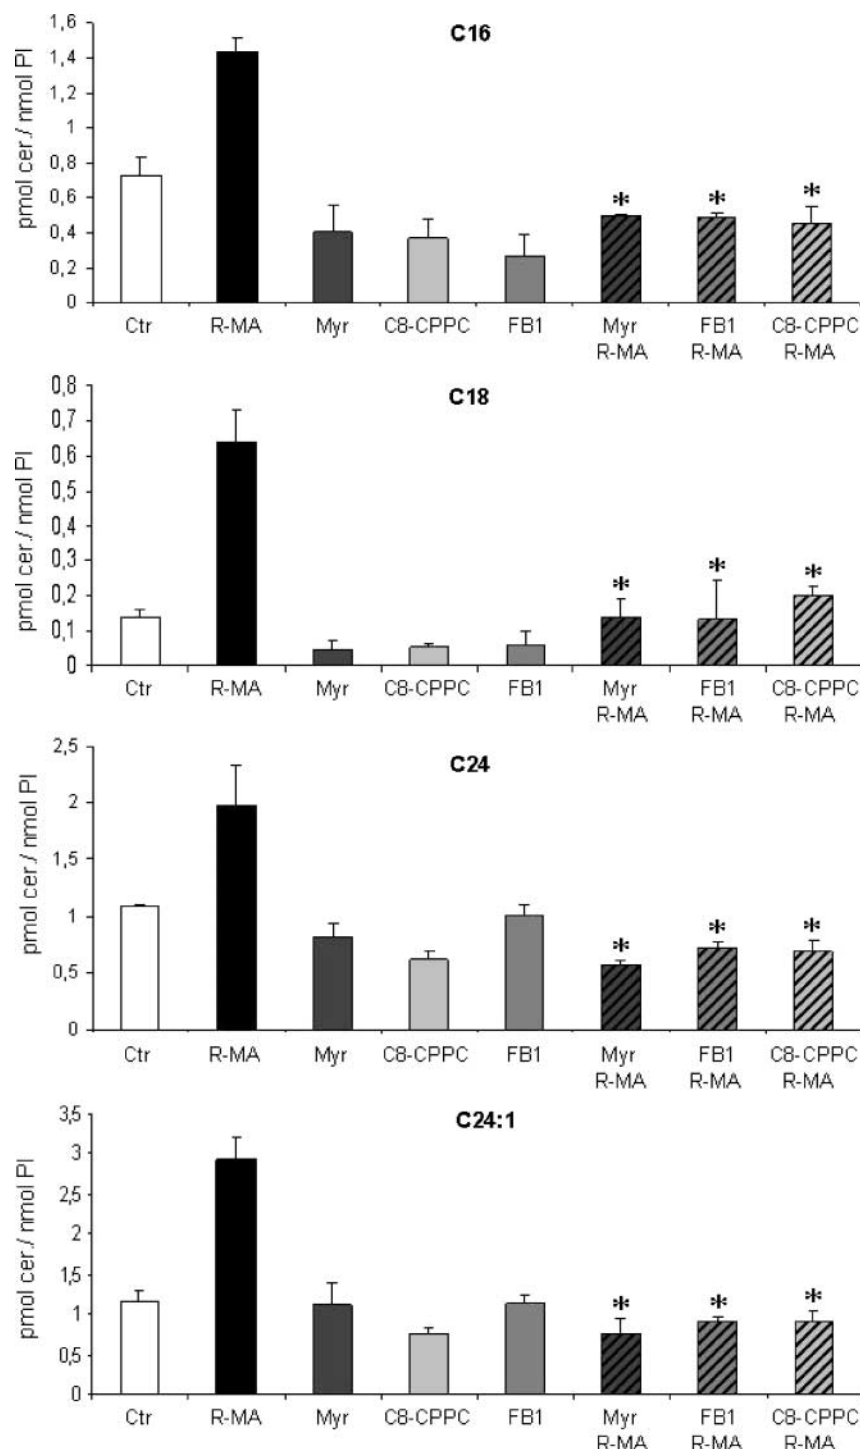 C16
pmol cer./ nmol PI
1,6
1,4
1,2
1
0,8
0,6
0,4
0,2
0
* * *
Ctr R-MA Myr C8-CPPC FB1 Myr FB1 C8-CPPC
R-MA R-MA R-MA
C18
pmol cer./ nmol PI
0,8
0,7
0,6
0,5
0,4
0,3
0,2
0,1
0
* * *
Ctr R-MA Myr C8-CPPC FB1 Myr FB1 C8-CPPC
R-MA R-MA R-MA
C24
pmol cer./ nmol PI
2,5
2
1,5
1
0,5
0
* * *
Ctr R-MA Myr C8-CPPC FB1 Myr FB1 C8-CPPC
R-MA R-MA R-MA
C24:1
pmol cer./ nmol PI
3,5
3
2,5
2
1,5
1
0,5
0
* * *
Ctr R-MA Myr C8-CPPC FB1 Myr FB1 C8-CPPC
R-MA R-MA R-MA